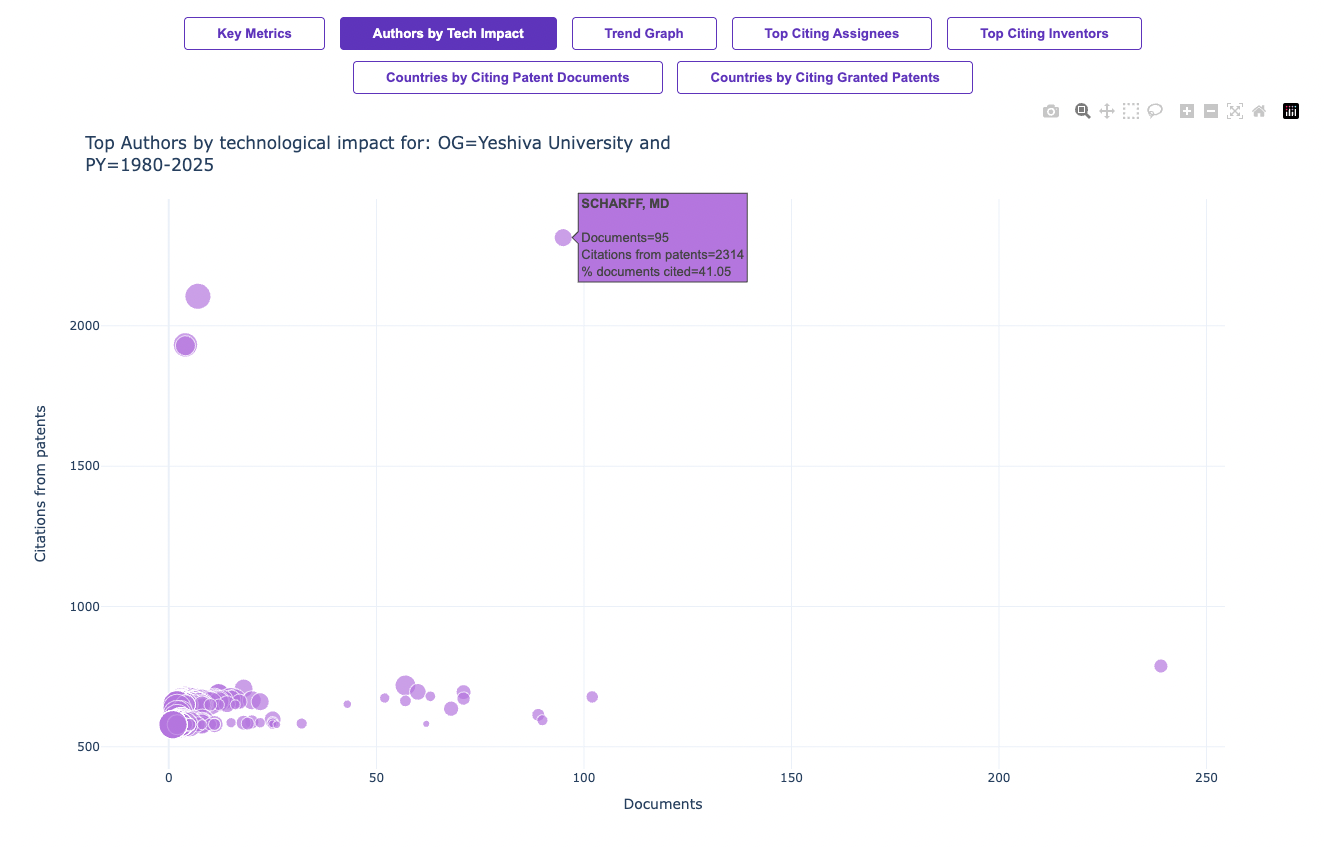 Key Metrics
Authors by Tech Impact
Trend Graph
Top Citing Assignees
Top Citing Inventors
Countries by Citing Patent Documents
Countries by Citing Granted Patents
Top Authors by technological impact for: OG=Yeshiva University and
PY=1980-2025
SCHARFF, MD
Documents=95
Citations from patents=2314
% documents cited=41.05
2000
1500
1000
500
Citations from patents
0
50
100
150
200
250
Documents